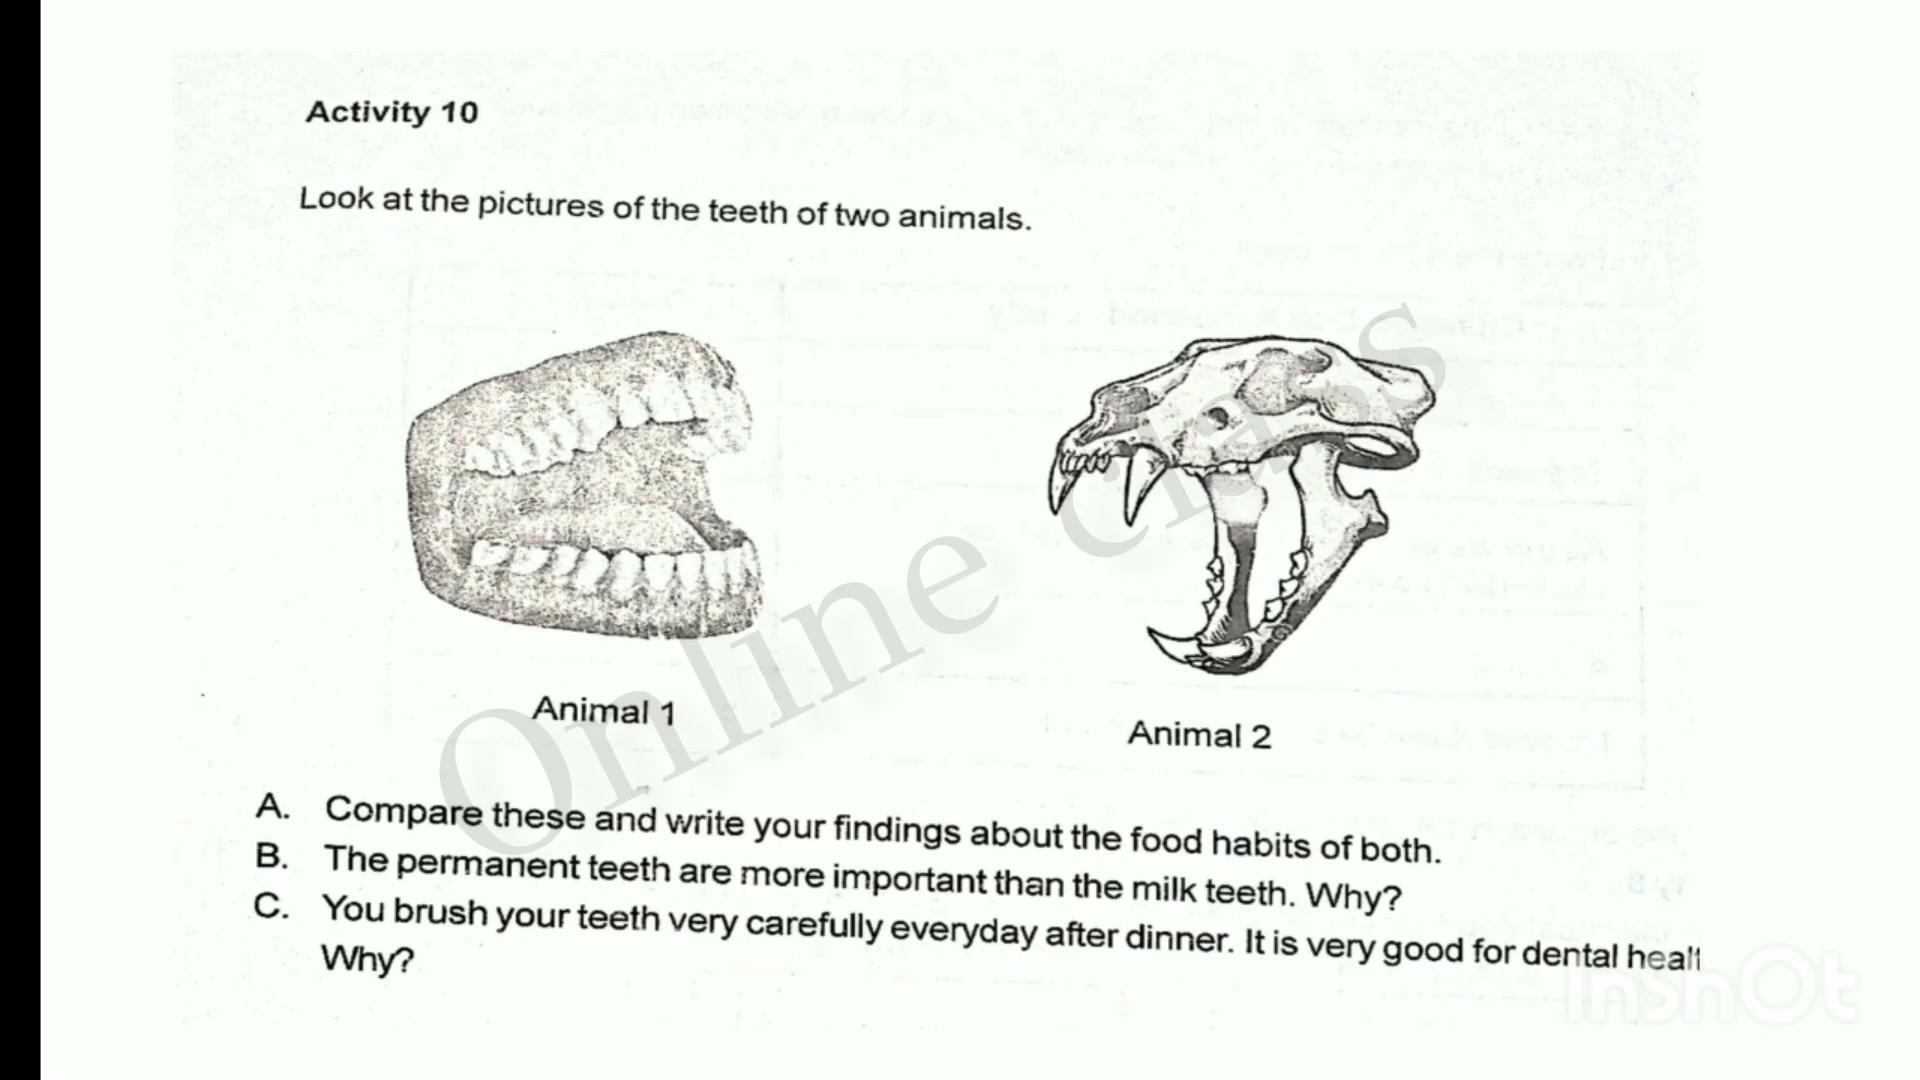 Activity 10
Look at the pictures of the teeth of two animals.
Online class
Animal 1
Animal 2
A. Compare these and write your findings about the food habits of both.
B. The permanent teeth are more important than the milk teeth. Why?
C. You brush your teeth very carefully everyday after dinner. It is very good for dental healt
Why?
InShOt